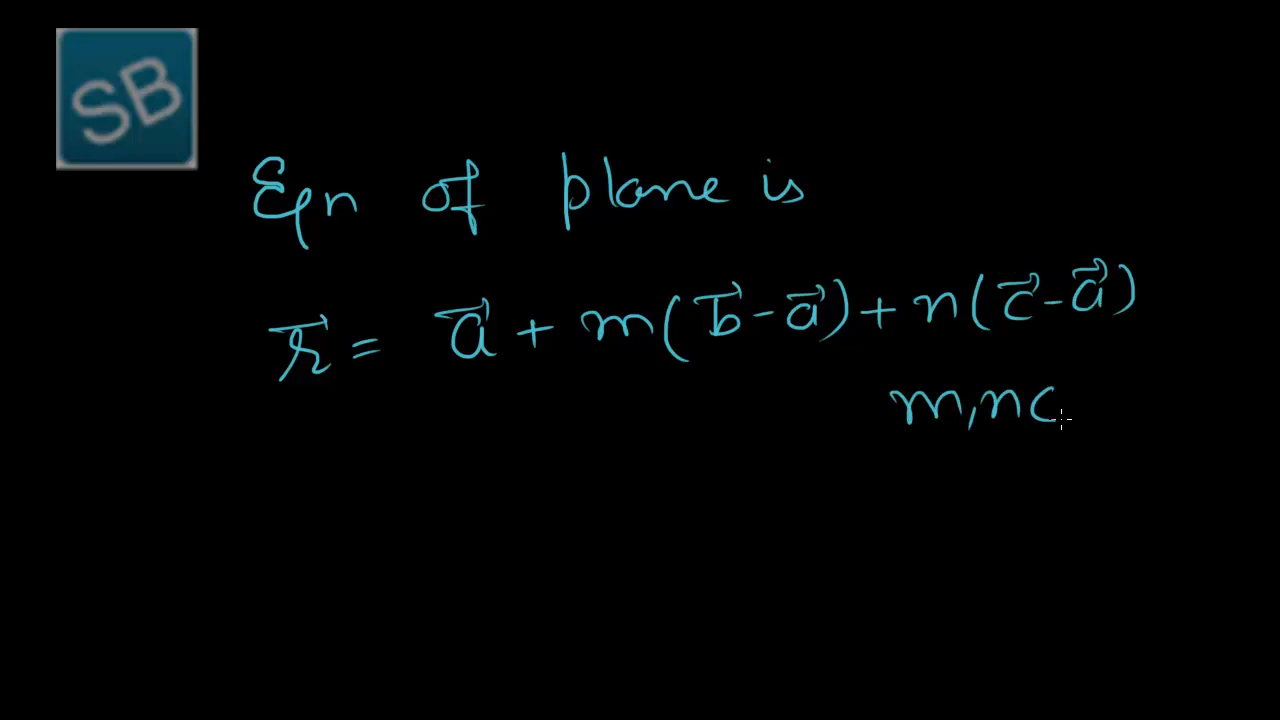 SB
Eqn of plane is
r⃗ = a⃗ + m(b⃗ - a⃗) + n(c⃗ - a⃗)
m,n c